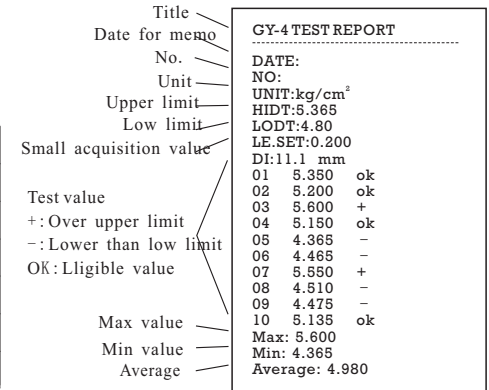 Title
Date for memo
No.
Unit
Upper limit
Low limit
Small acquisition value
Test value
+: Over upper limit
-: Lower than low limit
OK: Lligible value
Max value
Min value
Average
GY-4 TEST REPORT
DATE:
NO:
UNIT:kg/cm²
HIDT:5.365
LODT:4.80
LE.SET:0.200
DI:11.1 mm
01 5.350 ok
02 5.200 ok
03 5.600 +
04 5.150 ok
05 4.365 -
06 4.465 -
07 5.550 +
08 4.510 -
09 4.475 -
10 5.135 ok
Max: 5.600
Min: 4.365
Average: 4.980